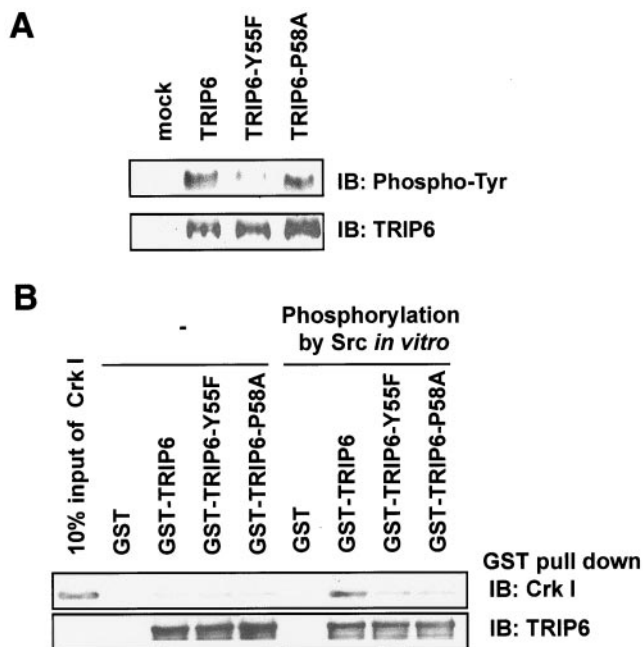 A
mock
TRIP6
TRIP6-Y55F
TRIP6-P58A
IB: Phospho-Tyr
IB: TRIP6
B
-
Phosphorylation
by Src in vitro
10% input of Crk I
GST
GST-TRIP6
GST-TRIP6-Y55F
GST-TRIP6-P58A
GST
GST-TRIP6
GST-TRIP6-Y55F
GST-TRIP6-P58A
GST pull down
IB: Crk I
IB: TRIP6